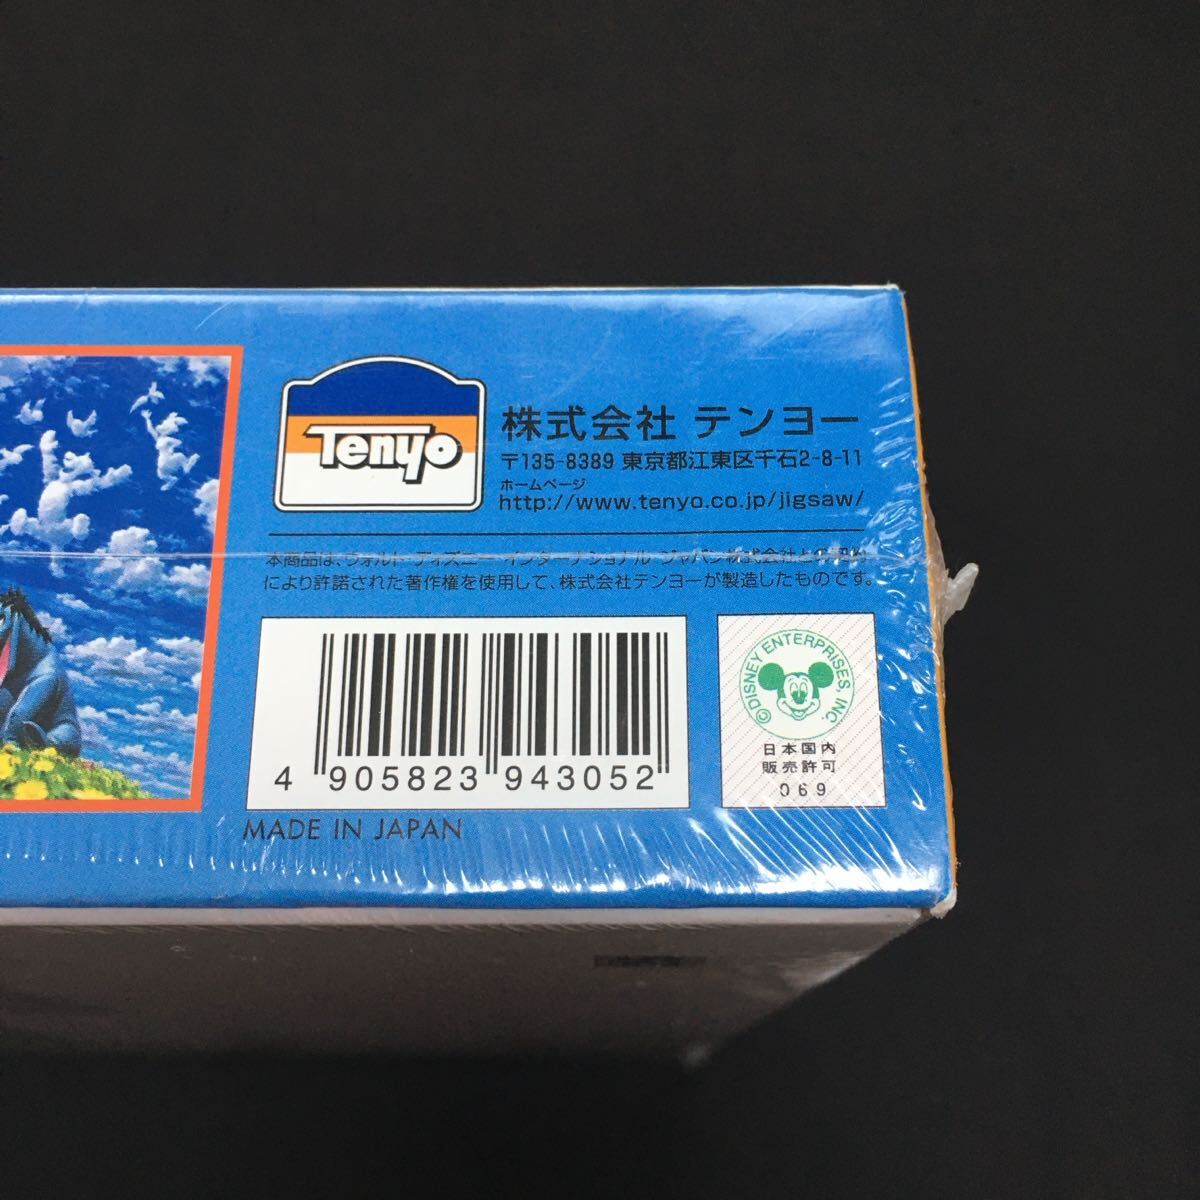 Tenyo
株式会社 テンヨー
〒135-8389 東京都江東区千石2-8-11
ホームページ
http://www.tenyo.co.jp/jigsaw/
本商品は、ウォルト・ディズニー・インターナショナル・ジャパン株式会社との契約
により許諾された著作権を使用して、株式会社テンヨーが製造したものです。
4 905823 943052
MADE IN JAPAN
©DISNEY ENTERPRISES, INC.
日本国内
販売許可
069